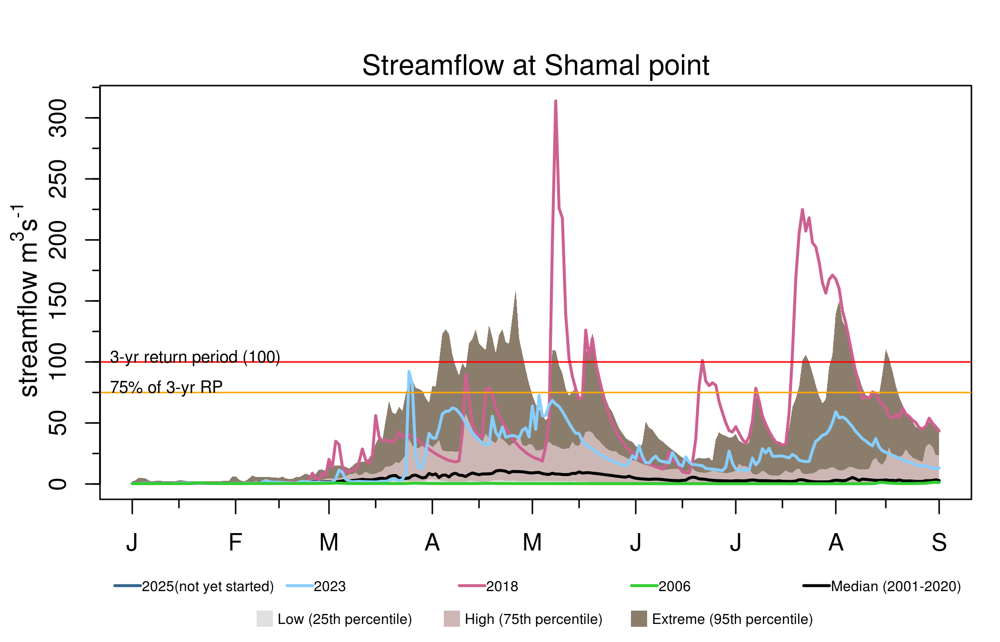 Streamflow at Shamal point
streamflow m³s⁻¹
300
250
200
150
100
50
0
3-yr return period (100)
75% of 3-yr RP
J F M A M J J A S
2025(not yet started) 2023 2018 2006 Median (2001-2020)
Low (25th percentile) High (75th percentile) Extreme (95th percentile)